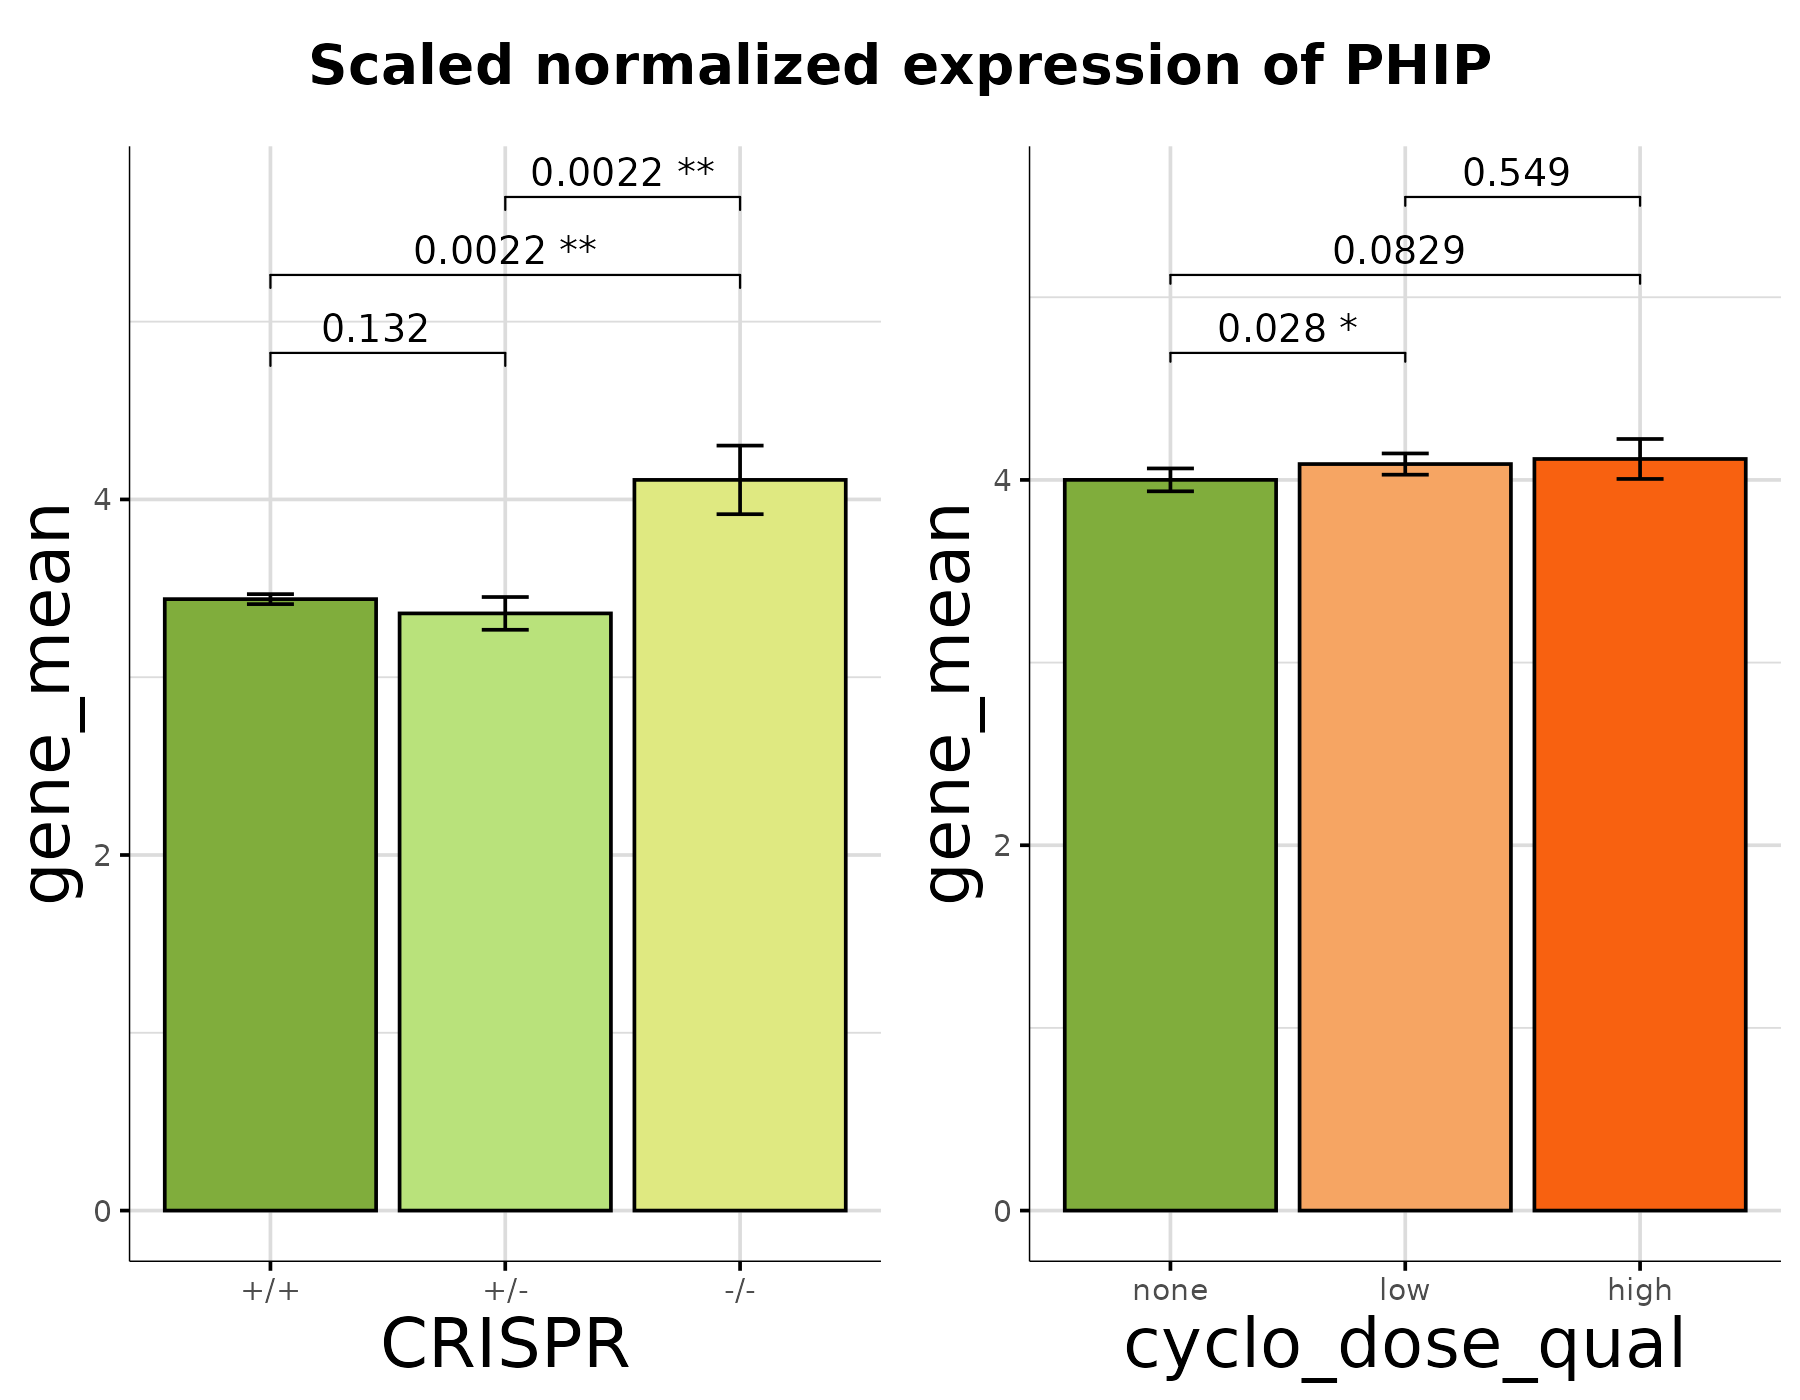 Scaled normalized expression of PHIP
0.0022 **
0.0022 **
0.132
4
2
0
gene_mean
+/+ +/- -/-
CRISPR
0.549
0.0829
0.028 *
4
2
0
gene_mean
none low high
cyclo_dose_qual